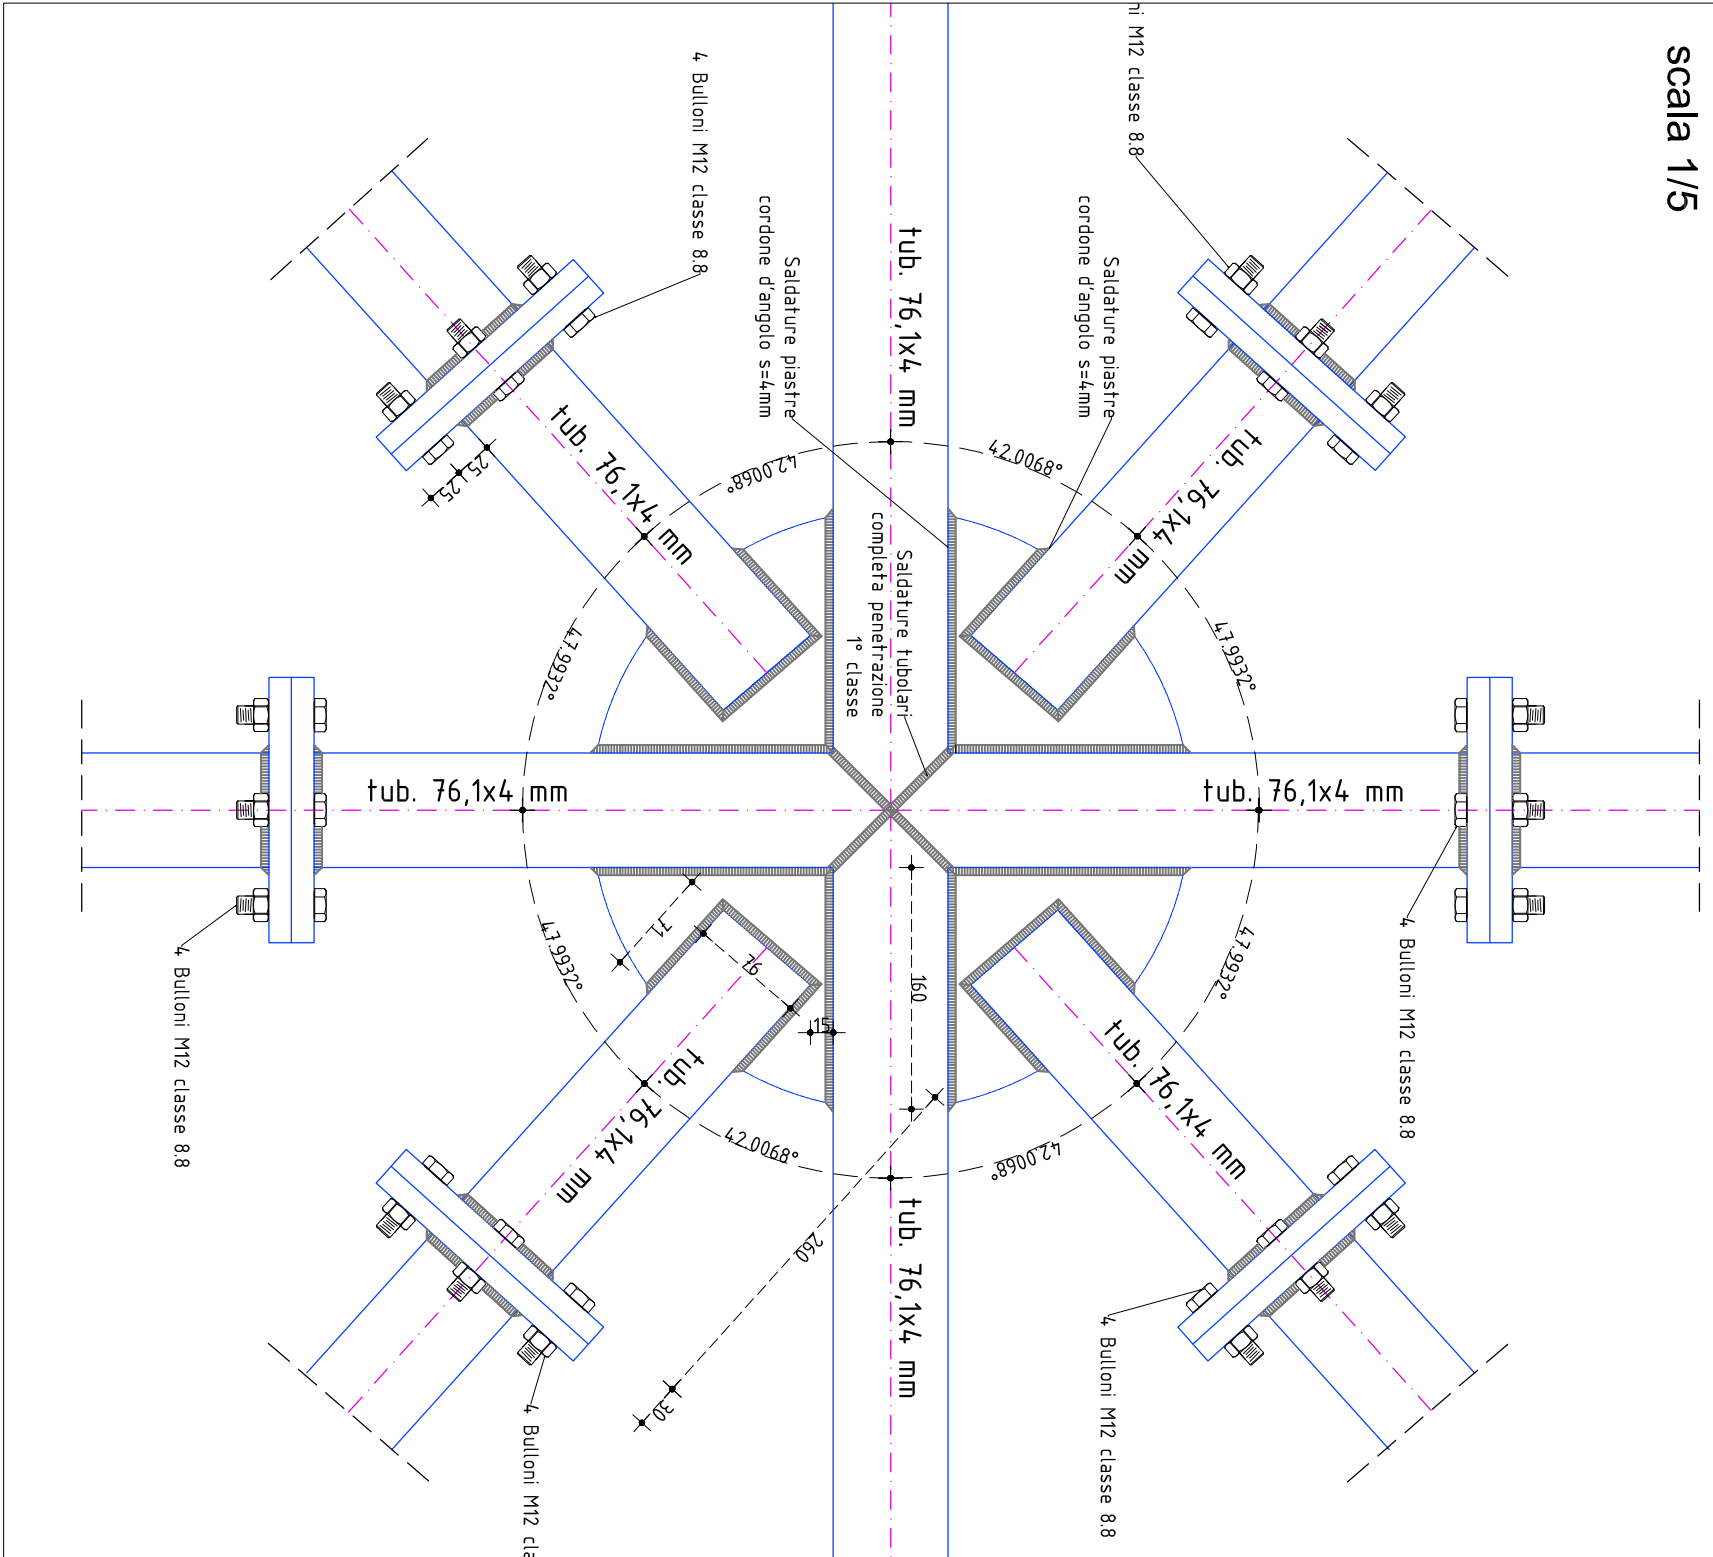 scala 1/5
ni M12 classe 8.8
4 Bulloni M12 classe 8.8
Saldature piastre
cordone d'angolo s=4mm
Saldature piastre
cordone d'angolo s=4mm
tub. 76,1x4 mm
tub. 76,1x4 mm
tub. 76,1x4 mm
42.0068°
42.0068°
25
25
Saldature tubolari
completa penetrazione
1° classe
47.9932°
47.9932°
tub. 76,1x4 mm
tub. 76,1x4 mm
47.9932°
47.9932°
71
76
160
15
4 Bulloni M12 classe 8.8
4 Bulloni M12 classe 8.8
tub. 76,1x4 mm
tub. 76,1x4 mm
42.0068°
42.0068°
tub. 76,1x4 mm
260
30
4 Bulloni M12 cla
4 Bulloni M12 classe 8.8